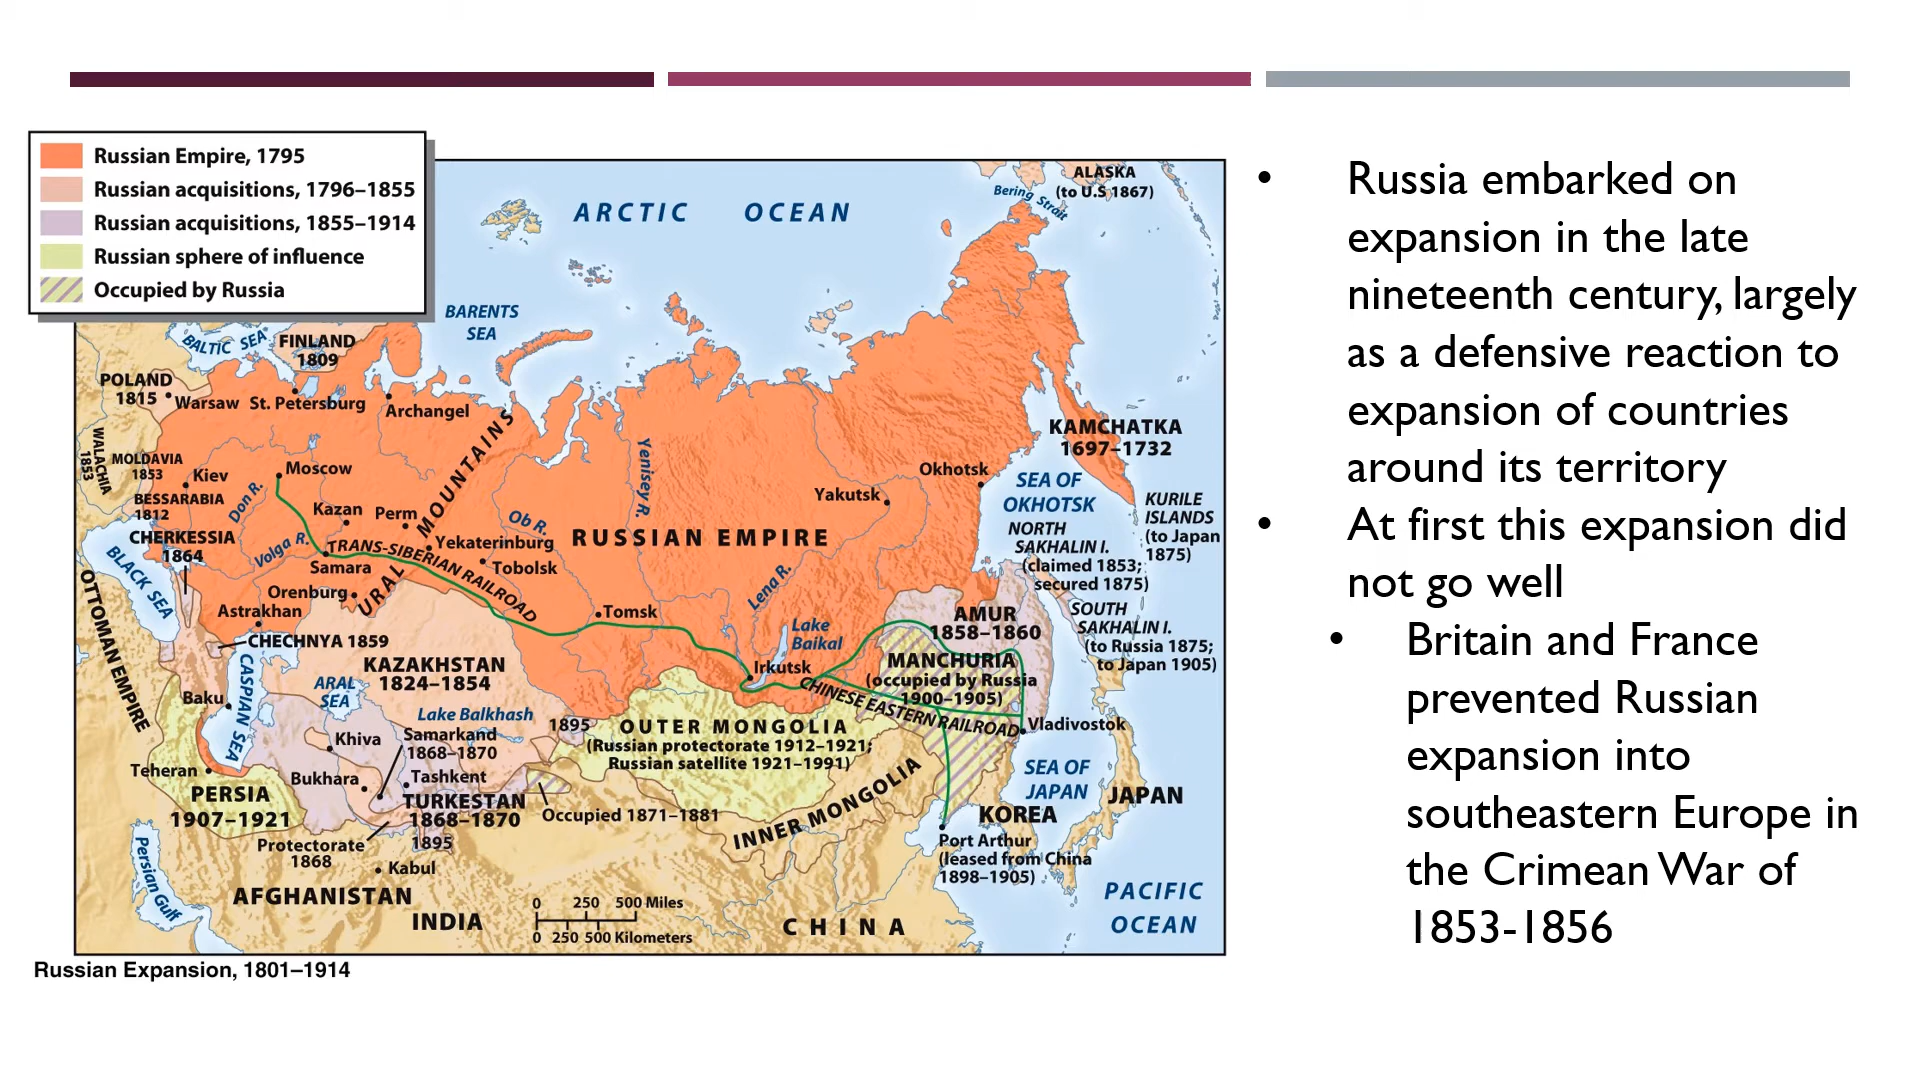 Russian Empire, 1795
Russian acquisitions, 1796–1855
Russian acquisitions, 1855–1914
Russian sphere of influence
Occupied by Russia
ARCTIC OCEAN
ALASKA
(to U.S 1867)
Bering Strait
BARENTS
SEA
BALTIC SEA
FINLAND
1809
POLAND
1815
Warsaw
St. Petersburg
Archangel
WALACHIA
1853
MOLDAVIA
1853
Kiev
BESSARABIA
1812
Moscow
Don R.
Kazan
Perm
URAL MOUNTAINS
Ob R.
Yenisey R.
RUSSIAN EMPIRE
Yakutsk
Okhotsk
KAMCHATKA
1697–1732
SEA OF
OKHOTSK
KURILE
ISLANDS
(to Japan
1875)
NORTH
SAKHALIN I.
(claimed 1853;
secured 1875)
CHERKESSIA
1864
BLACK SEA
Volga R.
TRANS-SIBERIAN RAILROAD
Yekaterinburg
Samara
Tobolsk
Orenburg
Astrakhan
Tomsk
Lena R.
Lake
Baikal
AMUR
1858–1860
SOUTH
SAKHALIN I.
(to Russia 1875;
to Japan 1905)
OTTOMAN EMPIRE
CHECHNYA 1859
CASPIAN SEA
KAZAKHSTAN
1824–1854
ARAL
SEA
Irkutsk
MANCHURIA
(occupied by Russia
1900–1905)
CHINESE EASTERN RAILROAD
Vladivostok
Baku
Lake Balkhash
Khiva
Samarkand
1868–1870
1895
OUTER MONGOLIA
(Russian protectorate 1912–1921;
Russian satellite 1921–1991)
Teheran
Bukhara
Tashkent
PERSIA
1907–1921
TURKESTAN
1868–1870
Occupied 1871–1881
INNER MONGOLIA
SEA OF
JAPAN
JAPAN
KOREA
Persian Gulf
Protectorate
1868
1895
Kabul
Port Arthur
(leased from China
1898–1905)
AFGHANISTAN
INDIA
0 250 500 Miles
0 250 500 Kilometers
CHINA
PACIFIC
OCEAN
Russian Expansion, 1801–1914
• Russia embarked on
expansion in the late
nineteenth century, largely
as a defensive reaction to
expansion of countries
around its territory
• At first this expansion did
not go well
• Britain and France
prevented Russian
expansion into
southeastern Europe in
the Crimean War of
1853-1856